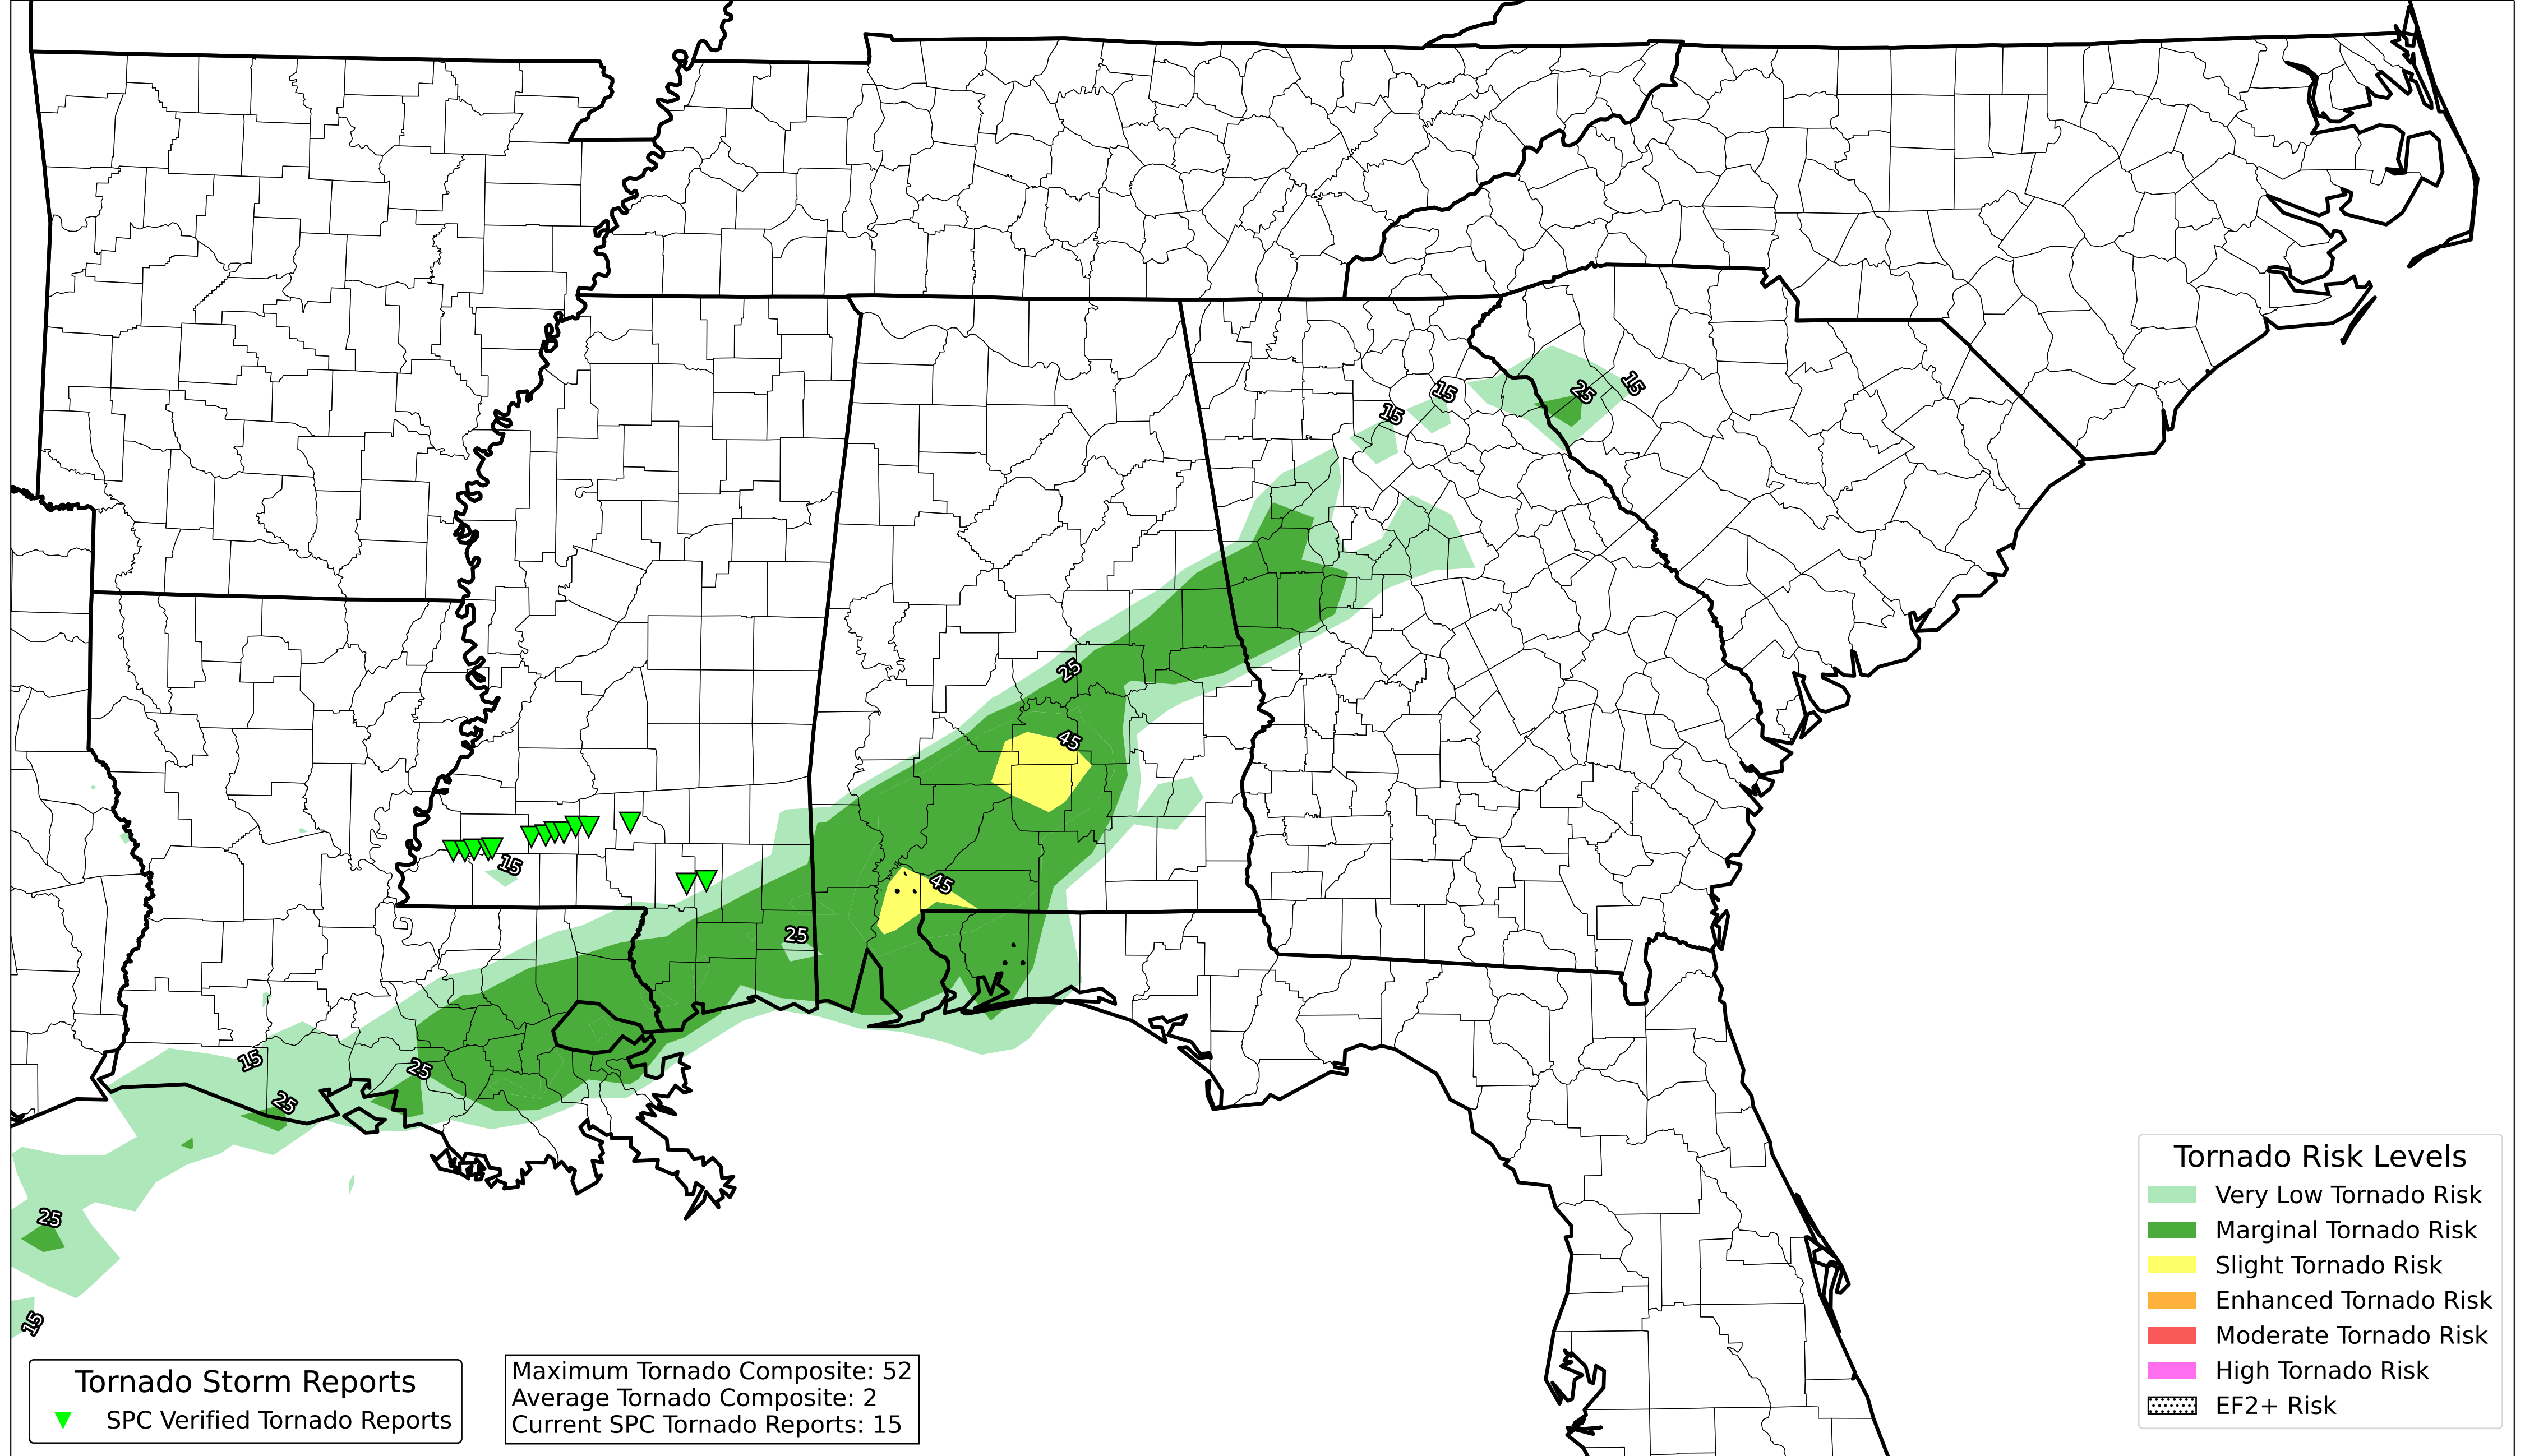 15
15
25
15
25
45
15
45
25
15
25
25
25
15
Tornado Storm Reports
SPC Verified Tornado Reports
Maximum Tornado Composite: 52
Average Tornado Composite: 2
Current SPC Tornado Reports: 15
Tornado Risk Levels
Very Low Tornado Risk
Marginal Tornado Risk
Slight Tornado Risk
Enhanced Tornado Risk
Moderate Tornado Risk
High Tornado Risk
EF2+ Risk